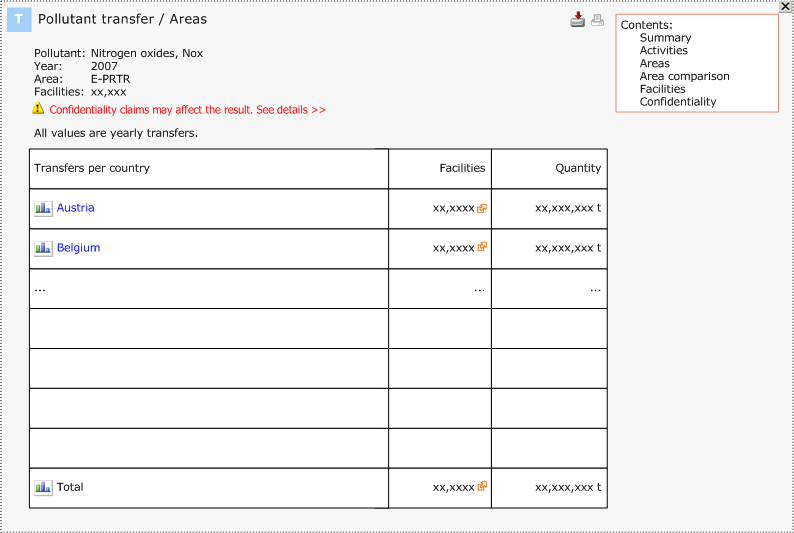 T Pollutant transfer / Areas
Contents:
Summary
Activities
Areas
Area comparison
Facilities
Confidentiality
Pollutant: Nitrogen oxides, Nox
Year: 2007
Area: E-PRTR
Facilities: xx,xxx
Confidentiality claims may affect the result. See details >>
All values are yearly transfers.
Transfers per country Facilities Quantity
Austria xx,xxxx xx,xxx,xxx t
Belgium xx,xxxx xx,xxx,xxx t
... ... ...
Total xx,xxxx xx,xxx,xxx t